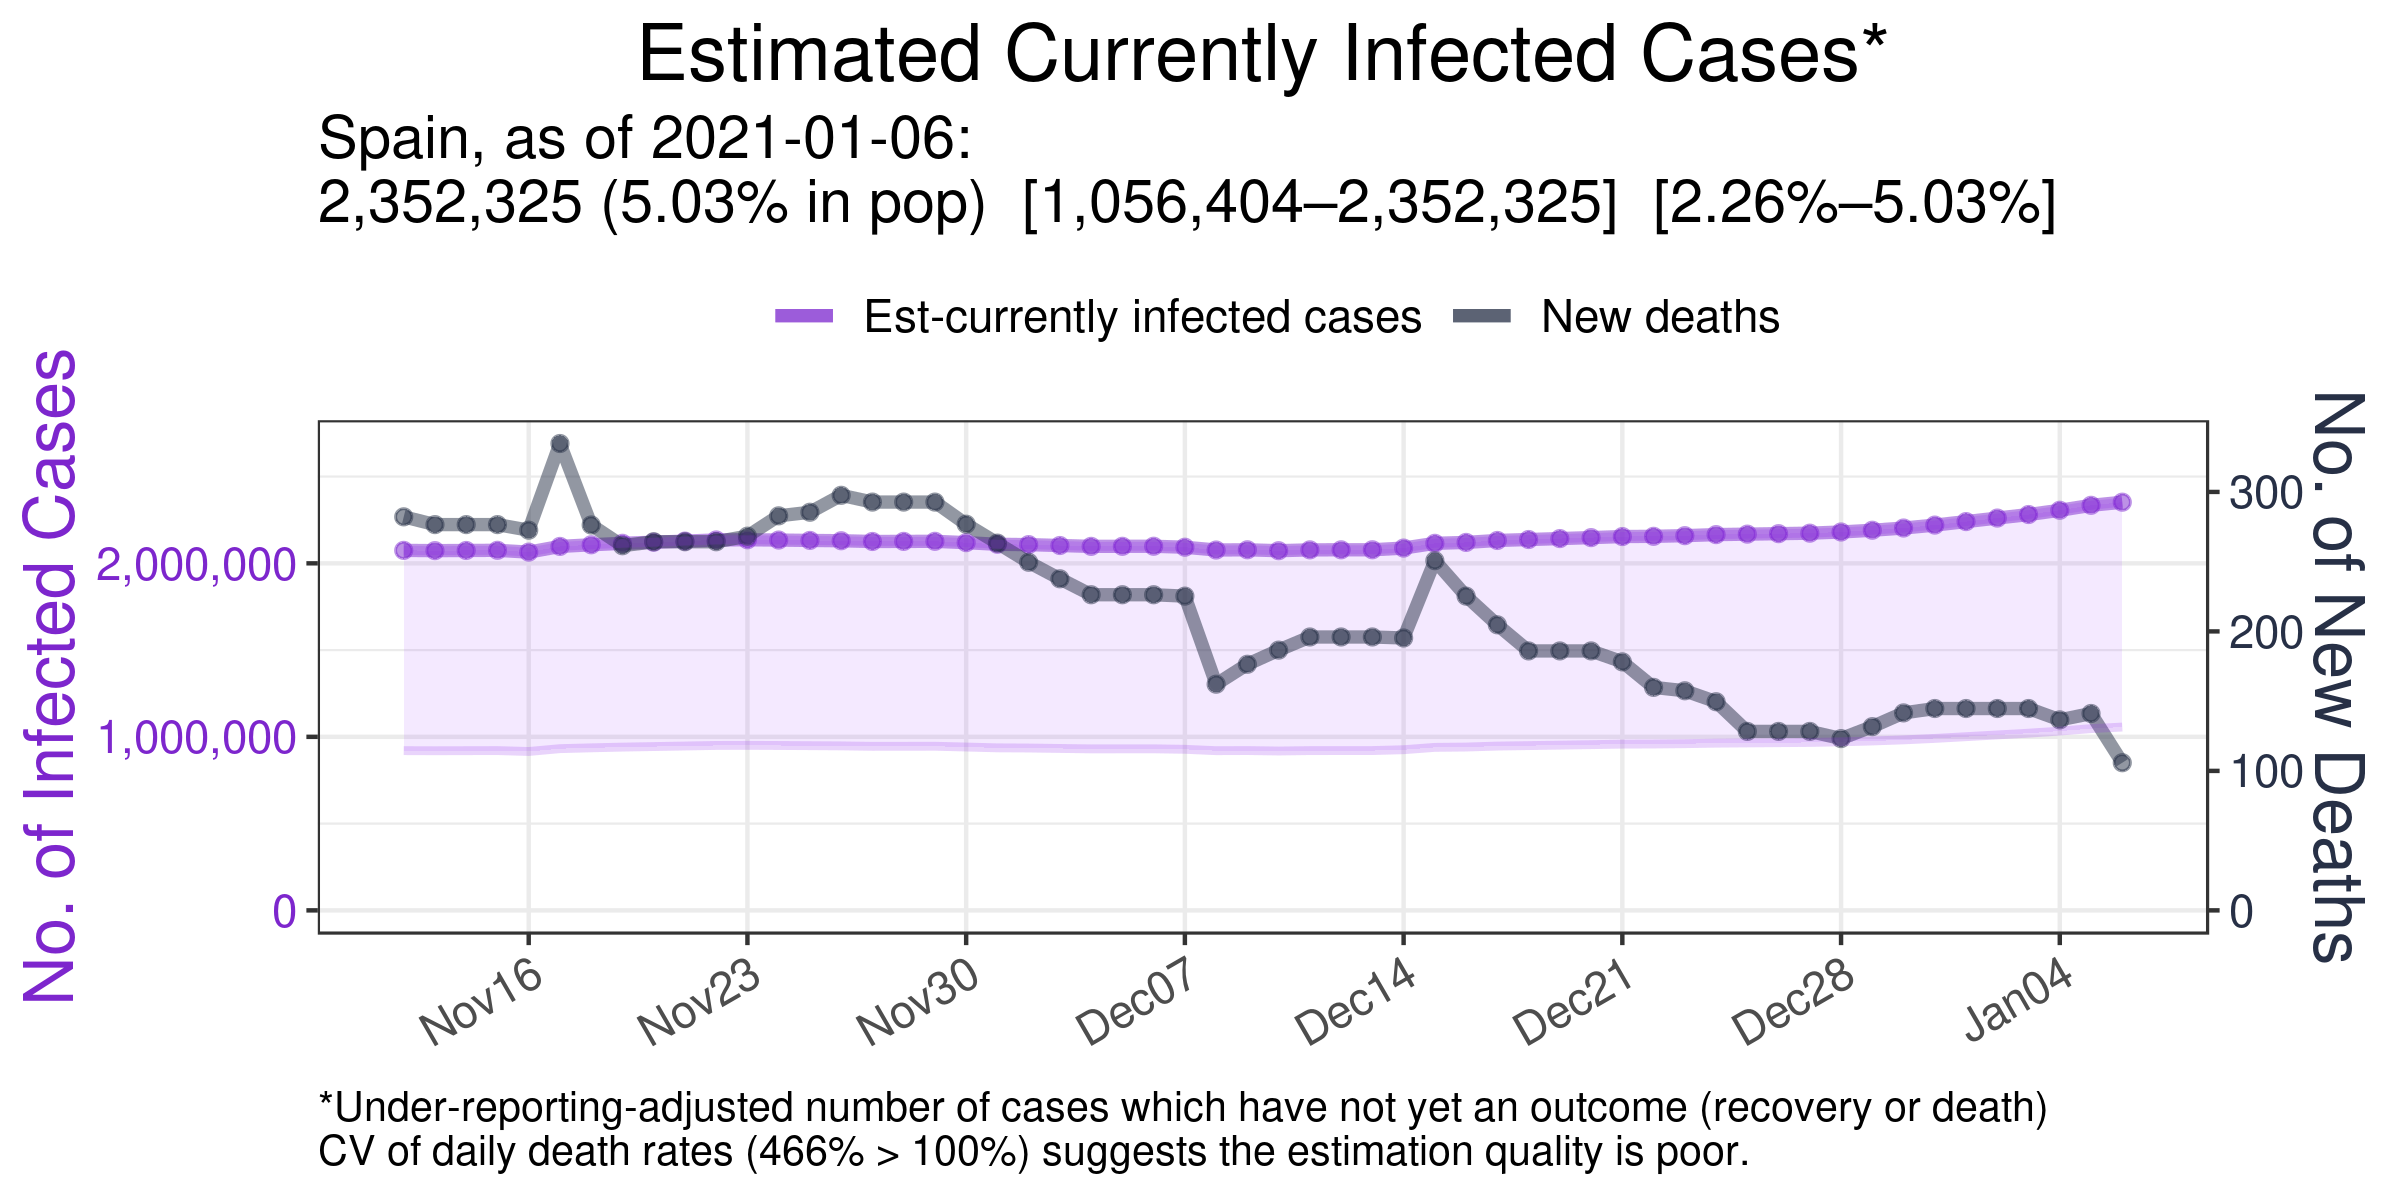 Estimated Currently Infected Cases*
Spain, as of 2021-01-06:
2,352,325 (5.03% in pop)  [1,056,404–2,352,325]  [2.26%–5.03%]
Est-currently infected cases
New deaths
No. of Infected Cases
2,000,000
1,000,000
0
300
200
100
0
No. of New Deaths
Nov16
Nov23
Nov30
Dec07
Dec14
Dec21
Dec28
Jan04
*Under-reporting-adjusted number of cases which have not yet an outcome (recovery or death)
CV of daily death rates (466% > 100%) suggests the estimation quality is poor.